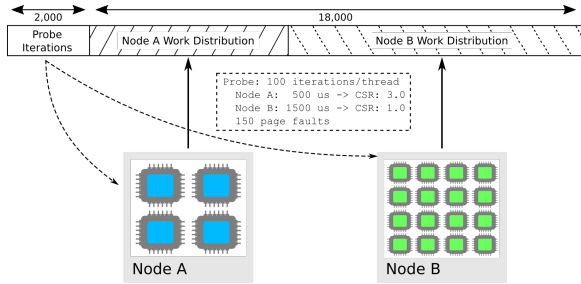 2,000
18,000
Probe
Iterations
Node A Work Distribution
Node B Work Distribution
Probe: 100 iterations/thread
Node A:  500 us -> CSR: 3.0
Node B: 1500 us -> CSR: 1.0
150 page faults
Node A
Node B